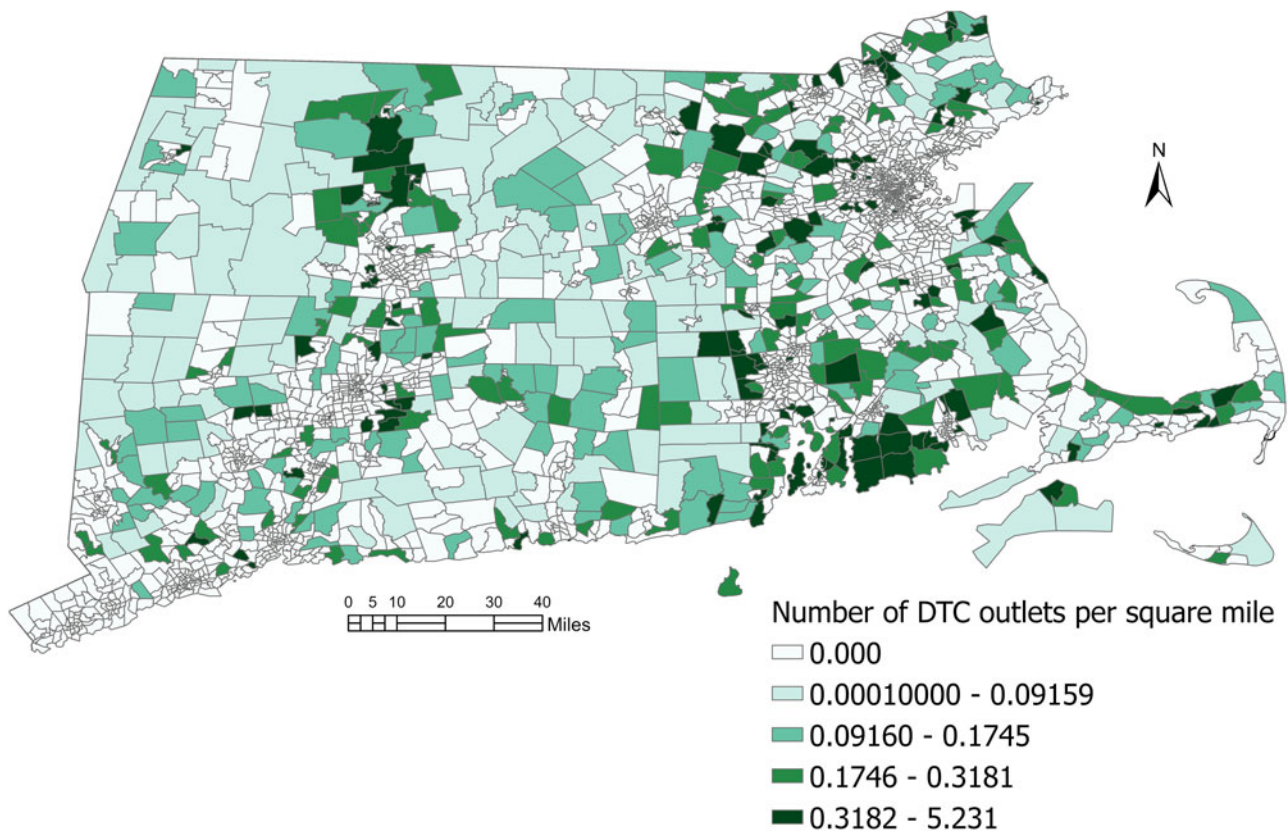 N
0 5 10 20 30 40
Miles
Number of DTC outlets per square mile
0.000
0.00010000 - 0.09159
0.09160 - 0.1745
0.1746 - 0.3181
0.3182 - 5.231